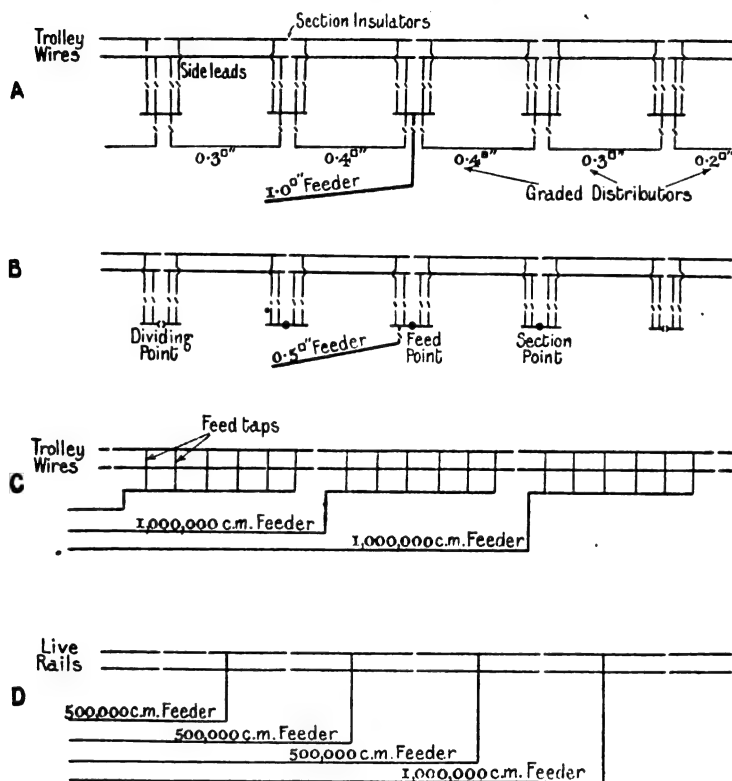 Section Insulators
Trolley
Wires
Side leads
A
0.3□"
0.4□"
0.4□"
0.3□"
0.2□"
1.0□" Feeder
Graded Distributors
B
Dividing
Point
0.5□" Feeder
Feed
Point
Section
Point
Feed taps
Trolley
Wires
C
1,000,000 c.m. Feeder
1,000,000 c.m. Feeder
Live
Rails
D
500,000 c.m. Feeder
500,000 c.m. Feeder
500,000 c.m. Feeder
1,000,000 c.m. Feeder